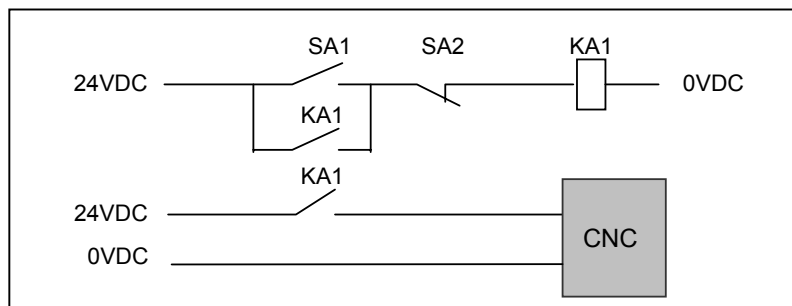 SA1 SA2 KA1
24VDC 0VDC
KA1
KA1
24VDC
CNC
0VDC